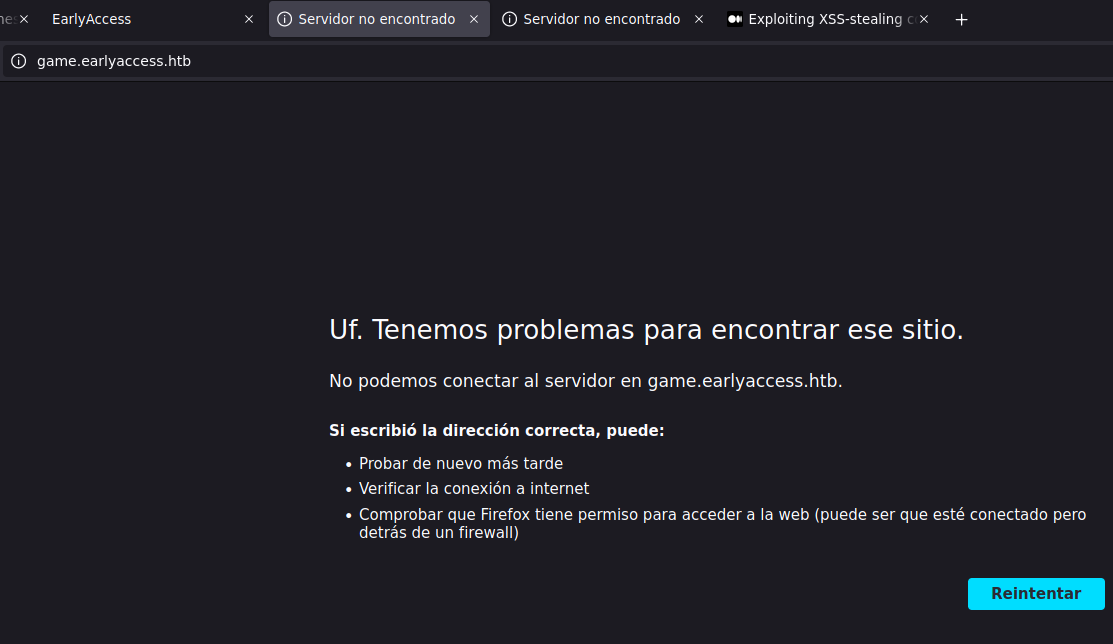 EarlyAccess
Servidor no encontrado
Servidor no encontrado
Exploiting XSS-stealing
game.earlyaccess.htb
Uf. Tenemos problemas para encontrar ese sitio.
No podemos conectar al servidor en game.earlyaccess.htb.
Si escribió la dirección correcta, puede:
• Probar de nuevo más tarde
• Verificar la conexión a internet
• Comprobar que Firefox tiene permiso para acceder a la web (puede ser que esté conectado pero
detrás de un firewall)
Reintentar